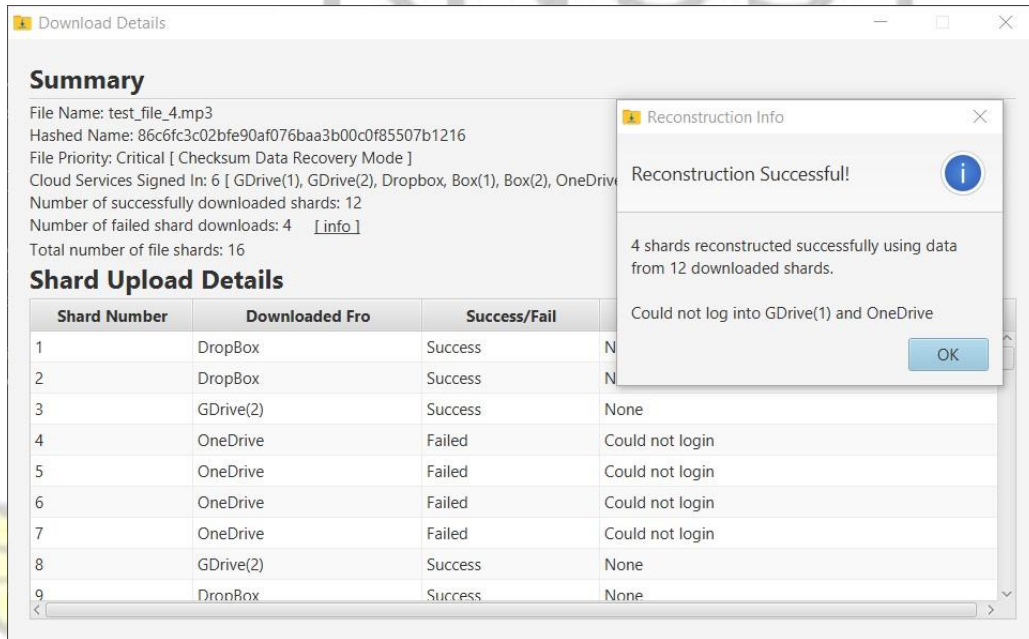 Download Details
Summary
File Name: test_file_4.mp3
Hashed Name: 86c6fc3c02bfe90af076baa3b00c0f85507b1216
File Priority: Critical [ Checksum Data Recovery Mode ]
Cloud Services Signed In: 6 [ GDrive(1), GDrive(2), Dropbox, Box(1), Box(2), OneDrive
Number of successfully downloaded shards: 12
Number of failed shard downloads: 4 [ info ]
Total number of file shards: 16
Shard Upload Details
Shard Number Downloaded Fro Success/Fail
1 DropBox Success N
2 DropBox Success N
3 GDrive(2) Success None
4 OneDrive Failed Could not login
5 OneDrive Failed Could not login
6 OneDrive Failed Could not login
7 OneDrive Failed Could not login
8 GDrive(2) Success None
9 DropBox Success None
Reconstruction Info
Reconstruction Successful!
4 shards reconstructed successfully using data
from 12 downloaded shards.
Could not log into GDrive(1) and OneDrive
OK